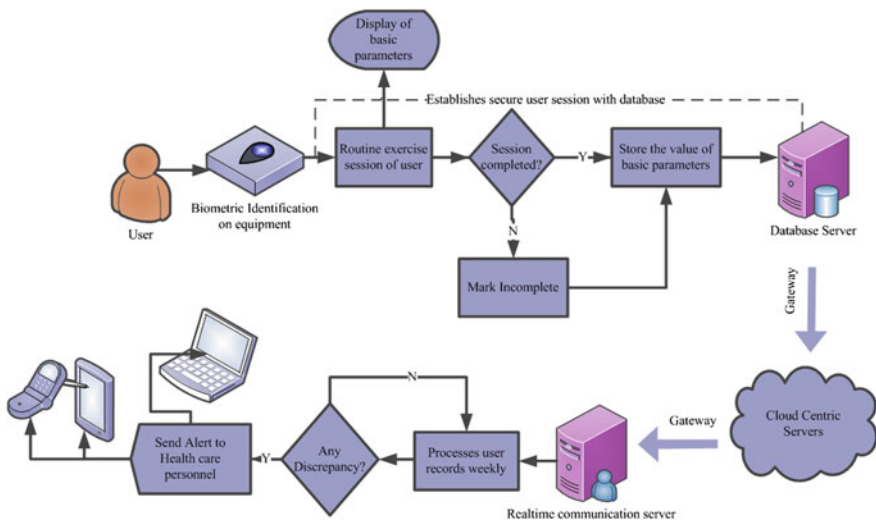 Display of
basic
parameters
Establishes secure user session with database
Routine exercise
session of user
Session
completed?
Y
Store the value of
basic parameters
User
Biometric Identification
on equipment
Database Server
N
Mark Incomplete
Gateway
Cloud Centric
Servers
Gateway
N
Send Alert to
Health care
personnel
Y
Any
Discrepancy?
Processes user
records weekly
Realtime communication server